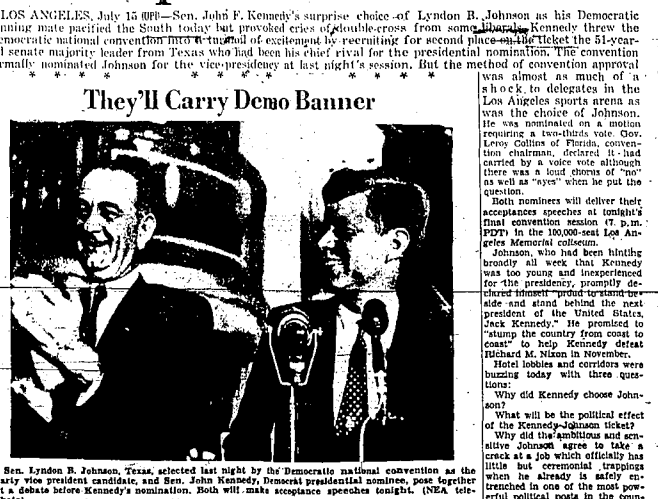 LOS ANGELES, July 15 (UPI)—Sen. John F. Kennedy's surprise choice of Lyndon B. Johnson as his Democratic
nning mate pacified the South today but provoked cries of double-cross from some liberals. Kennedy threw the
mocratic national convention into a turmoil of excitement by recruiting for second place on the ticket the 51-year-
l senate majority leader from Texas who had been his chief rival for the presidential nomination. The convention
rmally nominated Johnson for the vice-presidency at last night's session. But the method of convention approval
They'll Carry Demo Banner
was almost as much of a
shock to delegates in the
Los Angeles sports arena as
was the choice of Johnson.
He was nominated on a motion
requiring a two-thirds vote. Gov.
Leroy Collins of Florida, conven-
tion chairman, declared it had
carried by a voice vote although
there was a loud chorus of "no"
as well as "ayes" when he put the
question.
Both nominees will deliver their
acceptances speeches at tonight's
final convention session (7 p.m.
PDT) in the 100,000-seat Los An-
geles Memorial coliseum.
Johnson, who had been hinting
broadly all week that Kennedy
was too young and inexperienced
for the presidency, promptly de-
clared himself "proud to stand be-
side and stand behind the next
president of the United States,
Jack Kennedy." He promised to
"stump the country from coast to
coast" to help Kennedy defeat
Richard M. Nixon in November.
Hotel lobbies and corridors were
buzzing today with three ques-
tions:
Why did Kennedy choose John-
son?
What will be the political effect
of the Kennedy-Johnson ticket?
Why did the ambitious and sen-
sitive Johnson agree to take a
crack at a job which officially has
little but ceremonial trappings
when he already is safely en-
trenched in one of the most pow-
erful political posts in the coun-
Sen. Lyndon B. Johnson, Texas, selected last night by the Democratic national convention as the
arty vice president candidate, and Sen. John Kennedy, Democrat presidential nominee, pose together
t a debate before Kennedy's nomination. Both will make acceptance speeches tonight. (NEA tele-